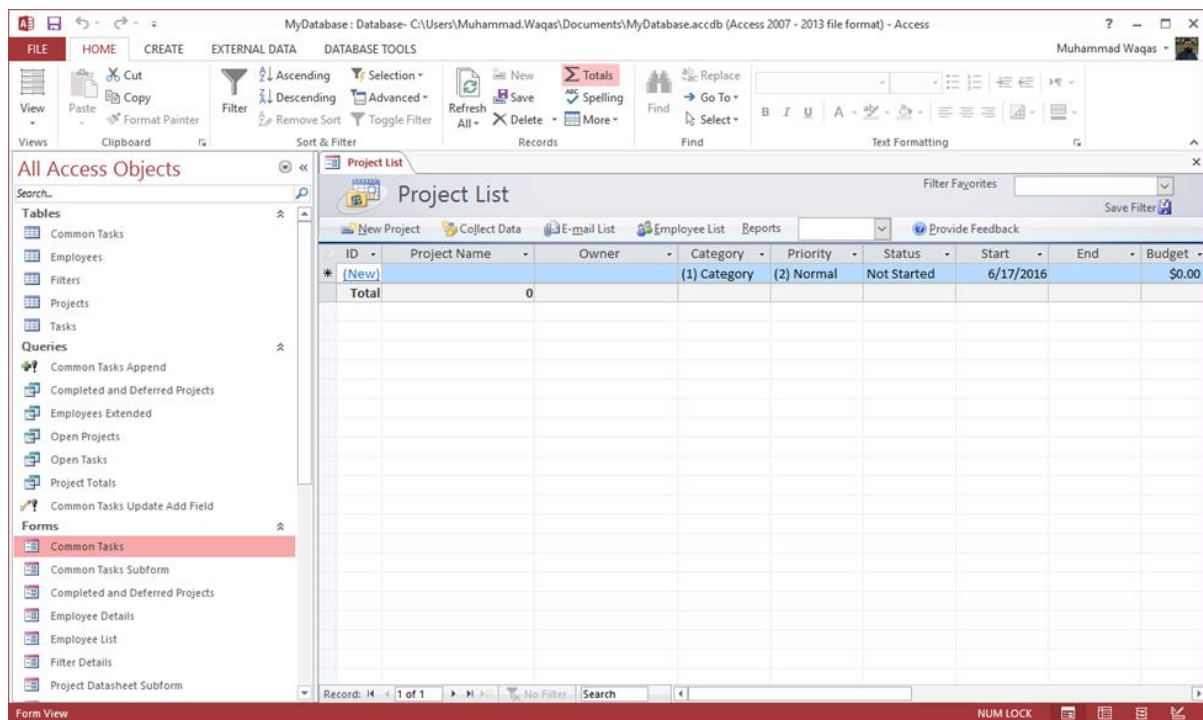 MyDatabase : Database- C:\Users\Muhammad.Waqas\Documents\MyDatabase.accdb (Access 2007 - 2013 file format) - Access
FILE HOME CREATE EXTERNAL DATA DATABASE TOOLS Muhammad Waqas
View
Views
Paste
Cut
Copy
Format Painter
Clipboard
Filter
Ascending
Descending
Remove Sort
Selection
Advanced
Toggle Filter
Sort & Filter
Refresh
All
New
Save
Delete
Totals
Spelling
More
Records
Find
Replace
Go To
Select
Find
B I U A
Text Formatting
All Access Objects
Search...
Tables
Common Tasks
Employees
Filters
Projects
Tasks
Queries
Common Tasks Append
Completed and Deferred Projects
Employees Extended
Open Projects
Open Tasks
Project Totals
Common Tasks Update Add Field
Forms
Common Tasks
Common Tasks Subform
Completed and Deferred Projects
Employee Details
Employee List
Filter Details
Project Datasheet Subform
Project List
Project List
Filter Favorites
Save Filter
New Project Collect Data E-mail List Employee List Reports Provide Feedback
ID Project Name Owner Category Priority Status Start End Budget
(New) (1) Category (2) Normal Not Started 6/17/2016 $0.00
Total 0
Record: 1 of 1 No Filter Search
Form View NUM LOCK